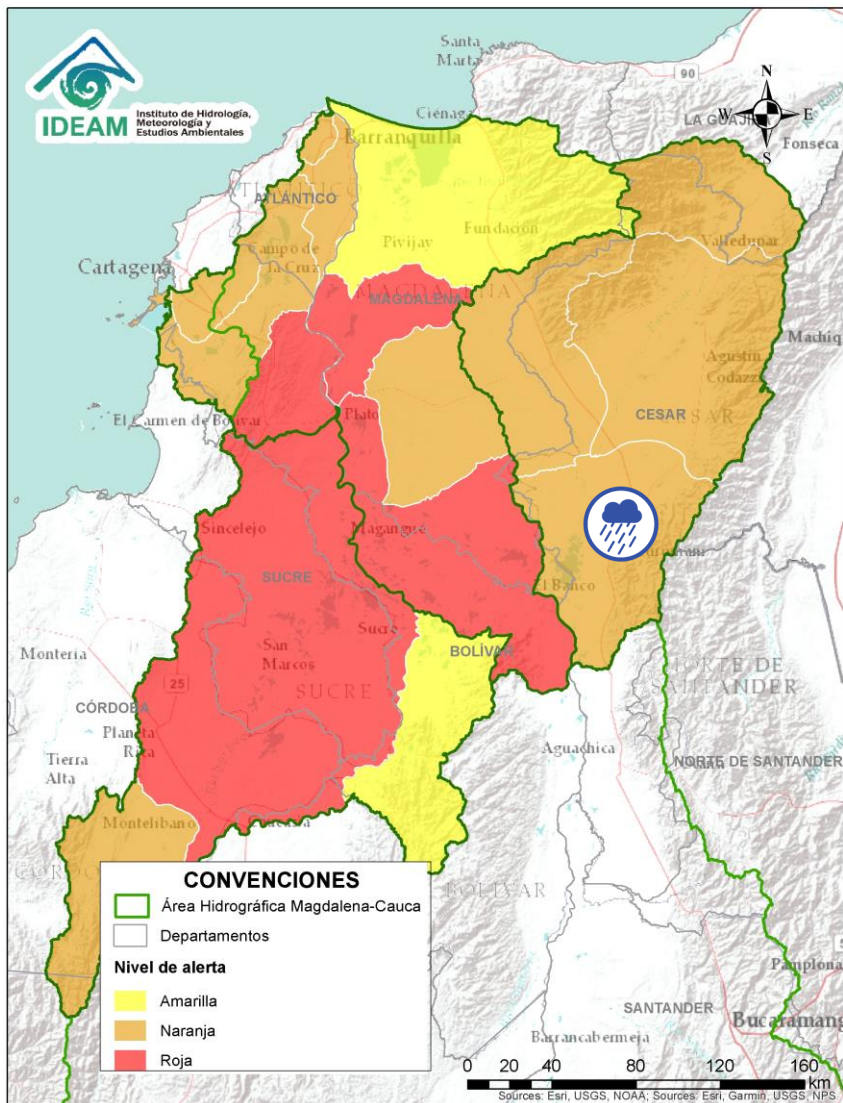 IDEAM
Instituto de Hidrología,
Meteorología y
Estudios Ambientales
Santa
Marta
90
N
W
E
S
LA GUAJI
Ciénaga
Fonseca
Barranquilla
ATLÁNTICO
Valledupar
Campo de
la Cruz
Pivijay
Fundación
Cartagena
MAGDALENA
Machiq
Agustín
Codazzi
El Carmen de Bolívar
Plato
CESAR
Sincelejo
Magangué
SUCRE
El Banco
Sucre
San
Marcos
BOLÍVAR
SUCRE
Montería
25
NORTE DE
SANTANDER
CÓRDOBA
Planeta
Rica
Aguachica
Tierra
Alta
NORTE DE SANTANDER
Montelíbano
BOLÍVAR
CONVENCIONES
Área Hidrográfica Magdalena-Cauca
Departamentos
Nivel de alerta
Amarilla
Naranja
Roja
Pamplona
SANTANDER
Bucaramang
Barrancabermeja
0 20 40 80 120 160
km
Sources: Esri, USGS, NOAA; Sources: Esri, Garmin, USGS, NPS